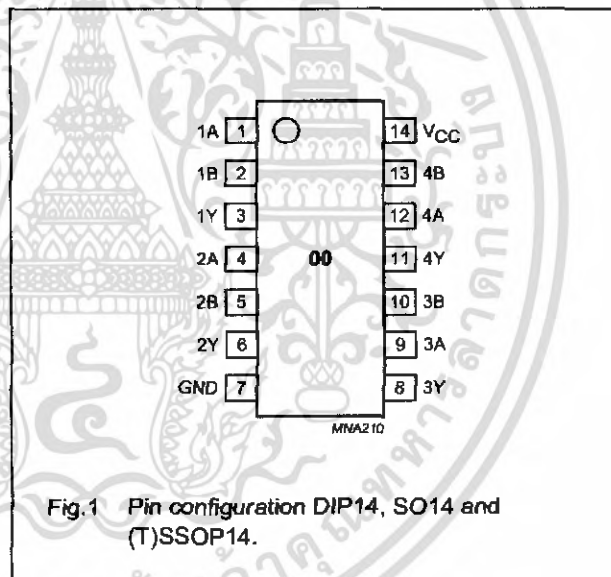 1A 1 14 VCC
1B 2 13 4B
1Y 3 12 4A
2A 4 00 11 4Y
2B 5 10 3B
2Y 6 9 3A
GND 7 8 3Y
MNA210
Fig.1 Pin configuration DIP14, SO14 and
(T)SSOP14.